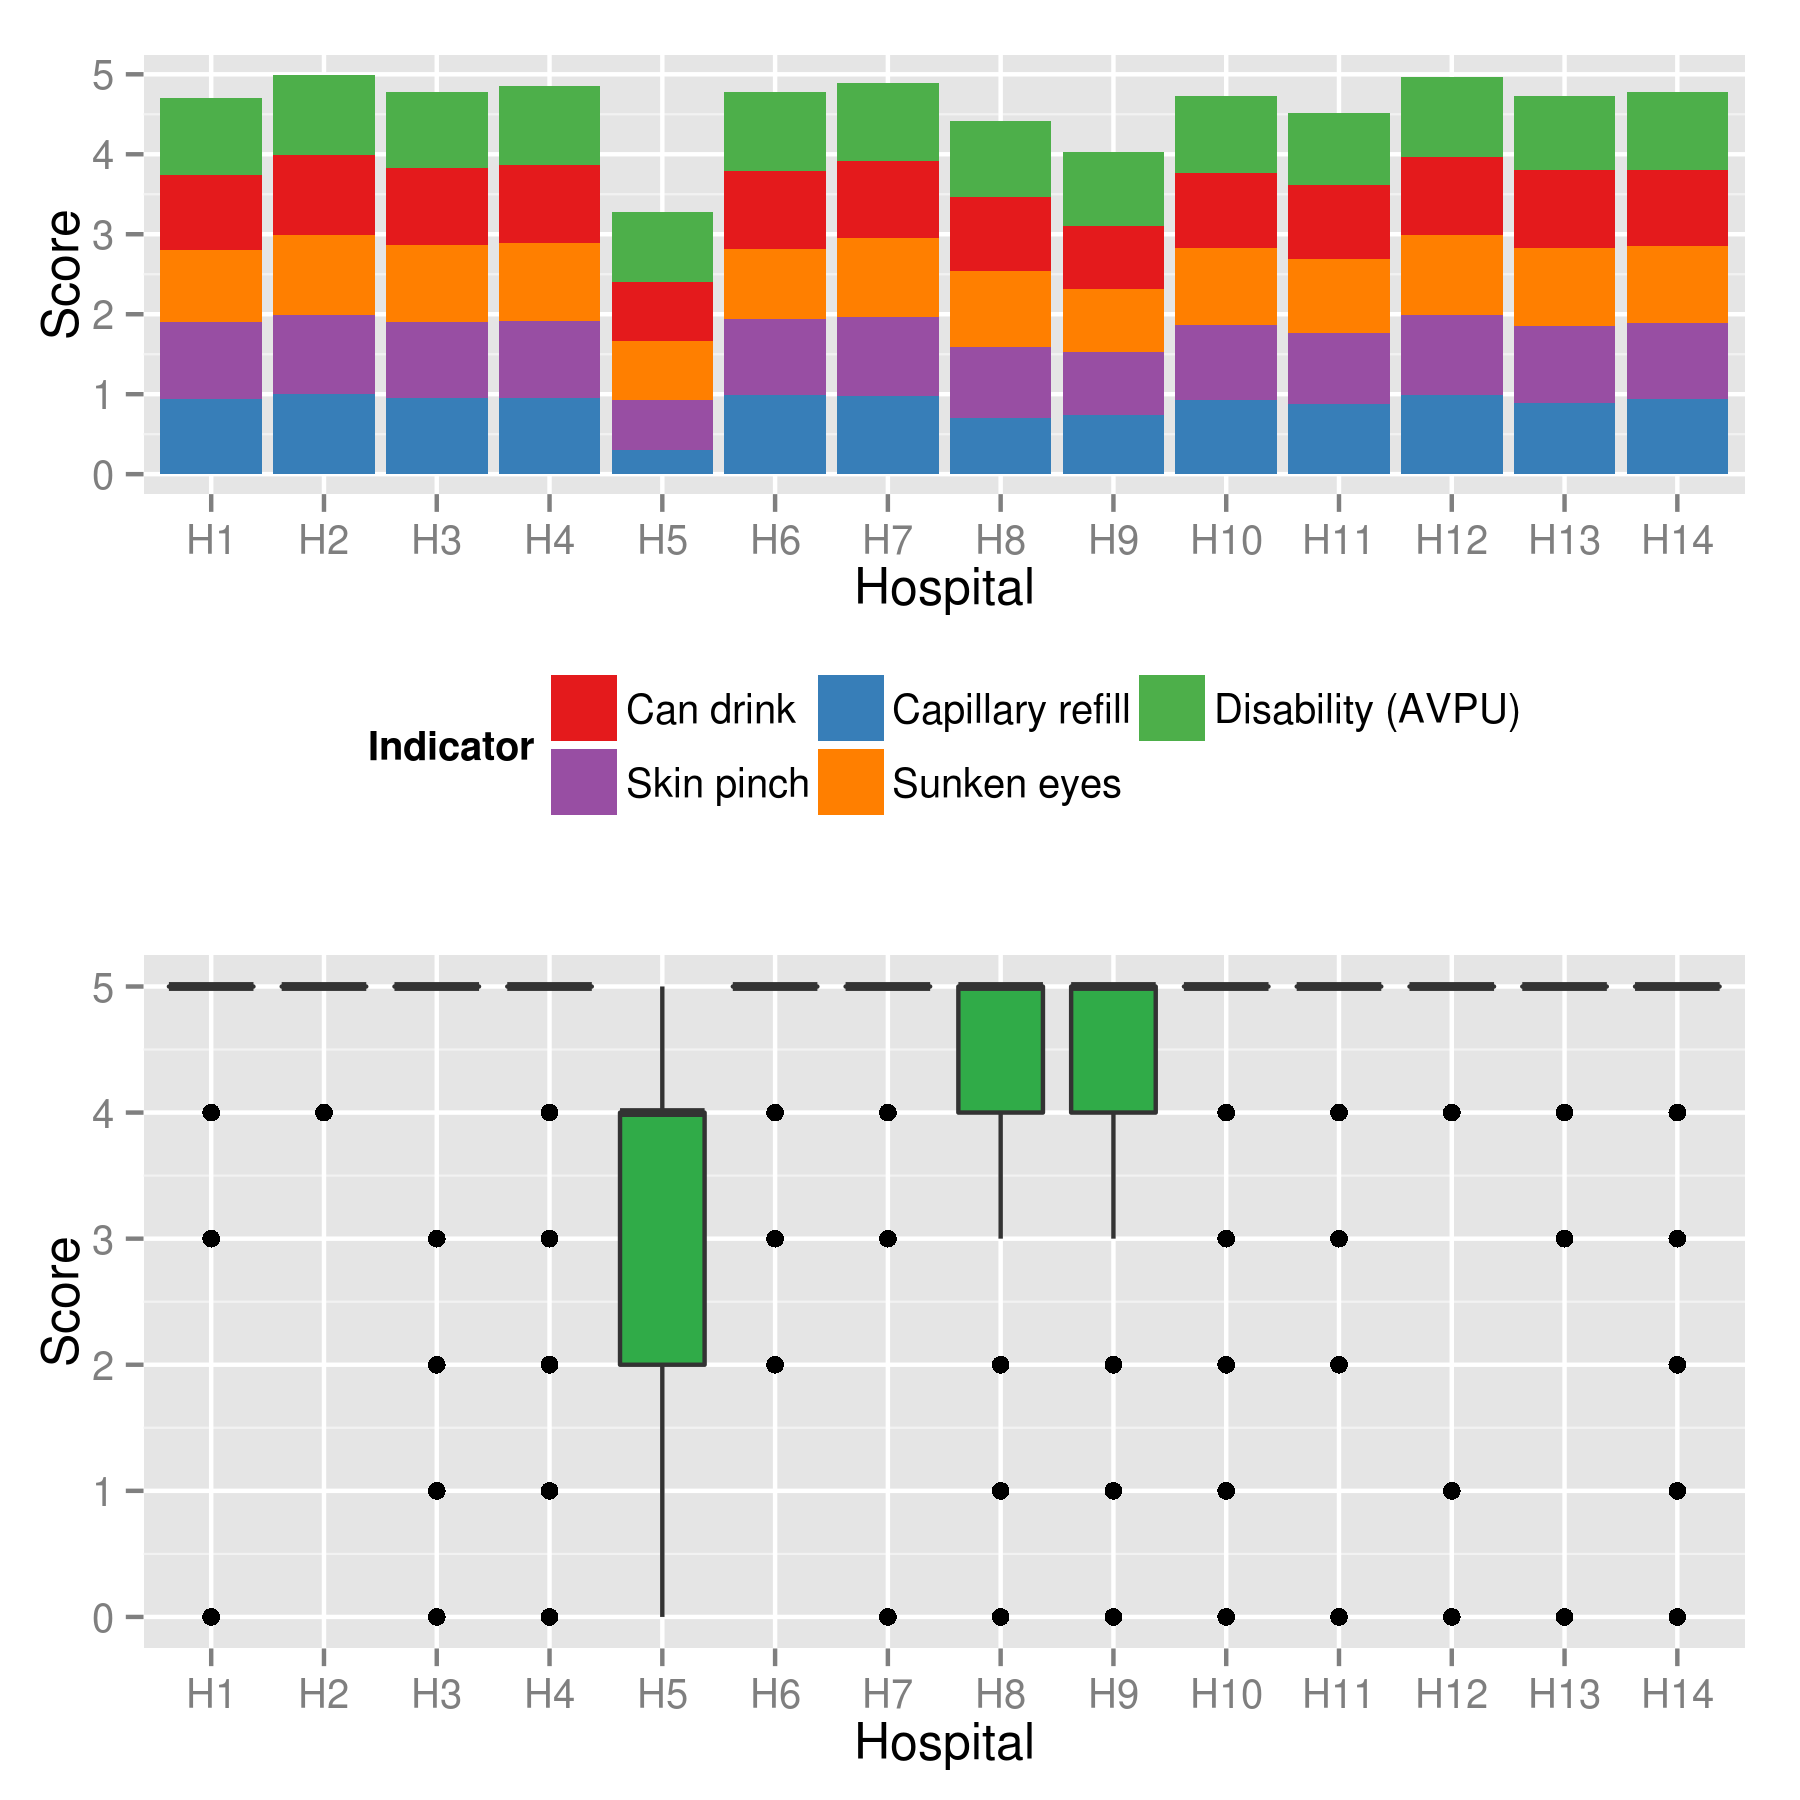 5
4
3
2
1
0
Score
H1 H2 H3 H4 H5 H6 H7 H8 H9 H10 H11 H12 H13 H14
Hospital
Indicator
Can drink Capillary refill Disability (AVPU)
Skin pinch Sunken eyes
5
4
3
2
1
0
Score
H1 H2 H3 H4 H5 H6 H7 H8 H9 H10 H11 H12 H13 H14
Hospital